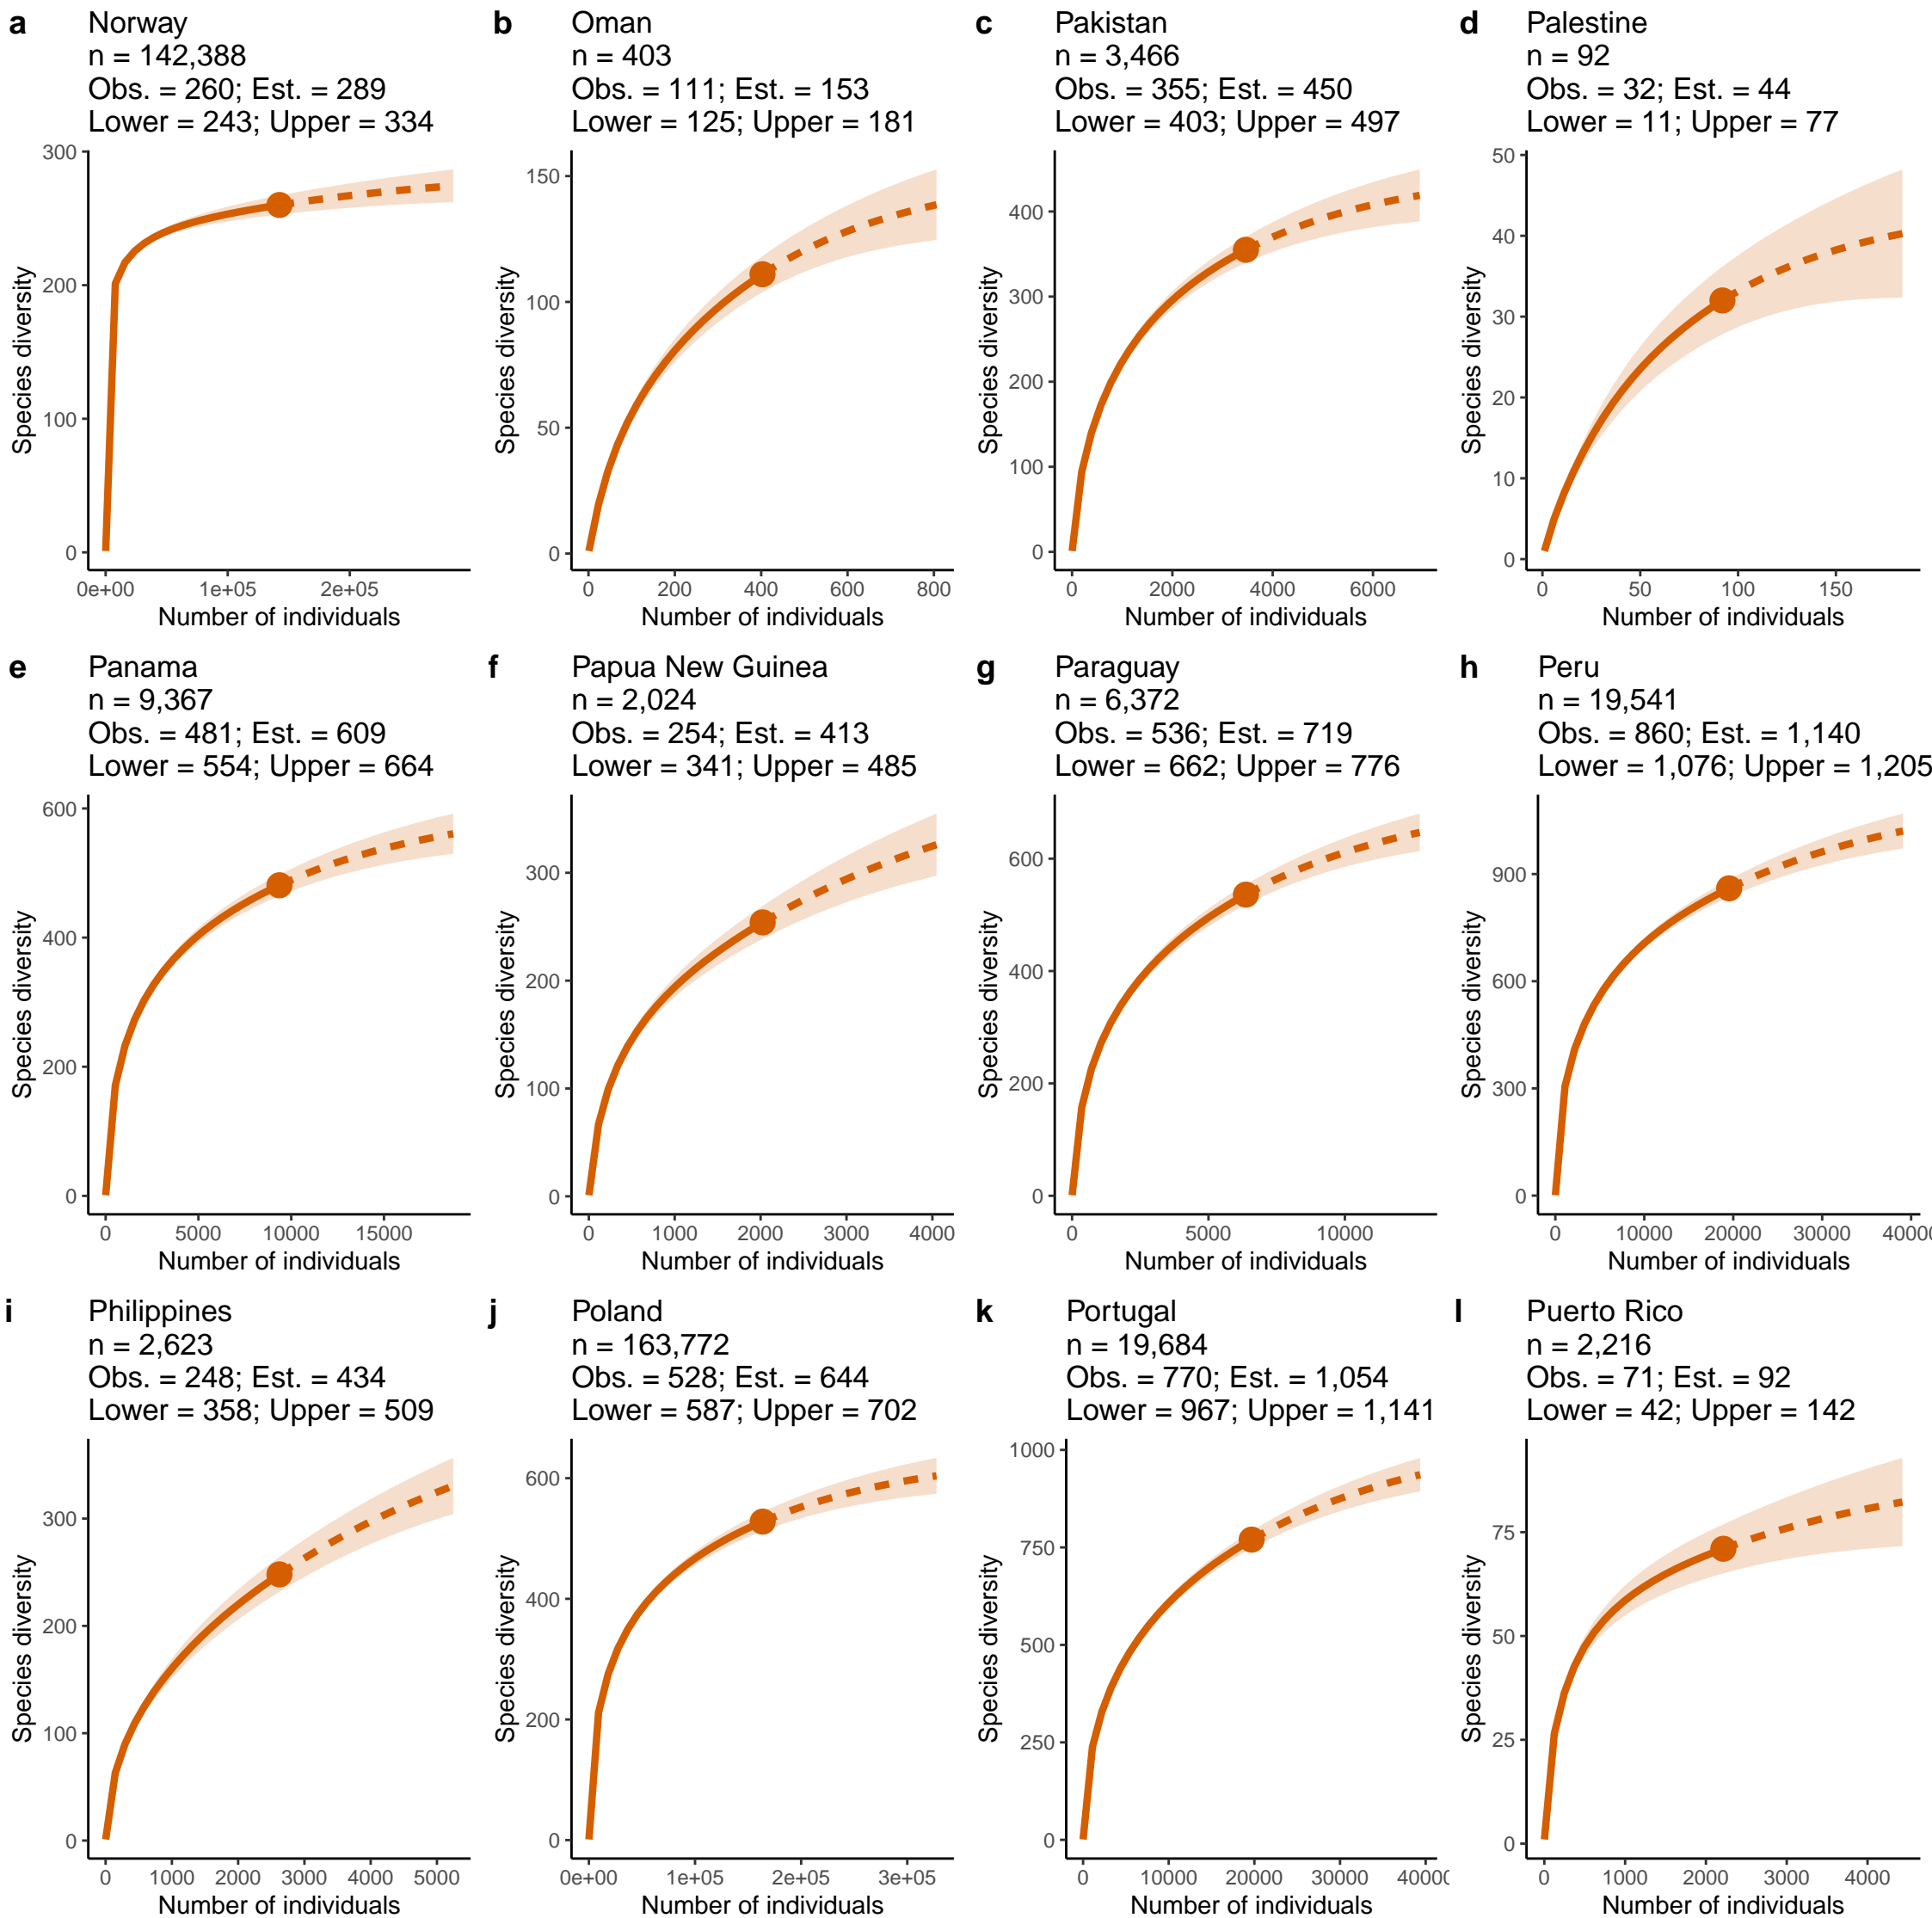 a
Norway
n = 142,388
Obs. = 260; Est. = 289
Lower = 243; Upper = 334
Species diversity
300
200
100
0
0e+00 1e+05 2e+05
Number of individuals
b
Oman
n = 403
Obs. = 111; Est. = 153
Lower = 125; Upper = 181
Species diversity
150
100
50
0
0 200 400 600 800
Number of individuals
c
Pakistan
n = 3,466
Obs. = 355; Est. = 450
Lower = 403; Upper = 497
Species diversity
400
300
200
100
0
0 2000 4000 6000
Number of individuals
d
Palestine
n = 92
Obs. = 32; Est. = 44
Lower = 11; Upper = 77
Species diversity
50
40
30
20
10
0
0 50 100 150
Number of individuals
e
Panama
n = 9,367
Obs. = 481; Est. = 609
Lower = 554; Upper = 664
Species diversity
600
400
200
0
0 5000 10000 15000
Number of individuals
f
Papua New Guinea
n = 2,024
Obs. = 254; Est. = 413
Lower = 341; Upper = 485
Species diversity
300
200
100
0
0 1000 2000 3000 4000
Number of individuals
g
Paraguay
n = 6,372
Obs. = 536; Est. = 719
Lower = 662; Upper = 776
Species diversity
600
400
200
0
0 5000 10000
Number of individuals
h
Peru
n = 19,541
Obs. = 860; Est. = 1,140
Lower = 1,076; Upper = 1,205
Species diversity
900
600
300
0
0 10000 20000 30000 40000
Number of individuals
i
Philippines
n = 2,623
Obs. = 248; Est. = 434
Lower = 358; Upper = 509
Species diversity
300
200
100
0
0 1000 2000 3000 4000 5000
Number of individuals
j
Poland
n = 163,772
Obs. = 528; Est. = 644
Lower = 587; Upper = 702
Species diversity
600
400
200
0
0e+00 1e+05 2e+05 3e+05
Number of individuals
k
Portugal
n = 19,684
Obs. = 770; Est. = 1,054
Lower = 967; Upper = 1,141
Species diversity
1000
750
500
250
0
0 10000 20000 30000 40000
Number of individuals
l
Puerto Rico
n = 2,216
Obs. = 71; Est. = 92
Lower = 42; Upper = 142
Species diversity
75
50
25
0
0 1000 2000 3000 4000
Number of individuals